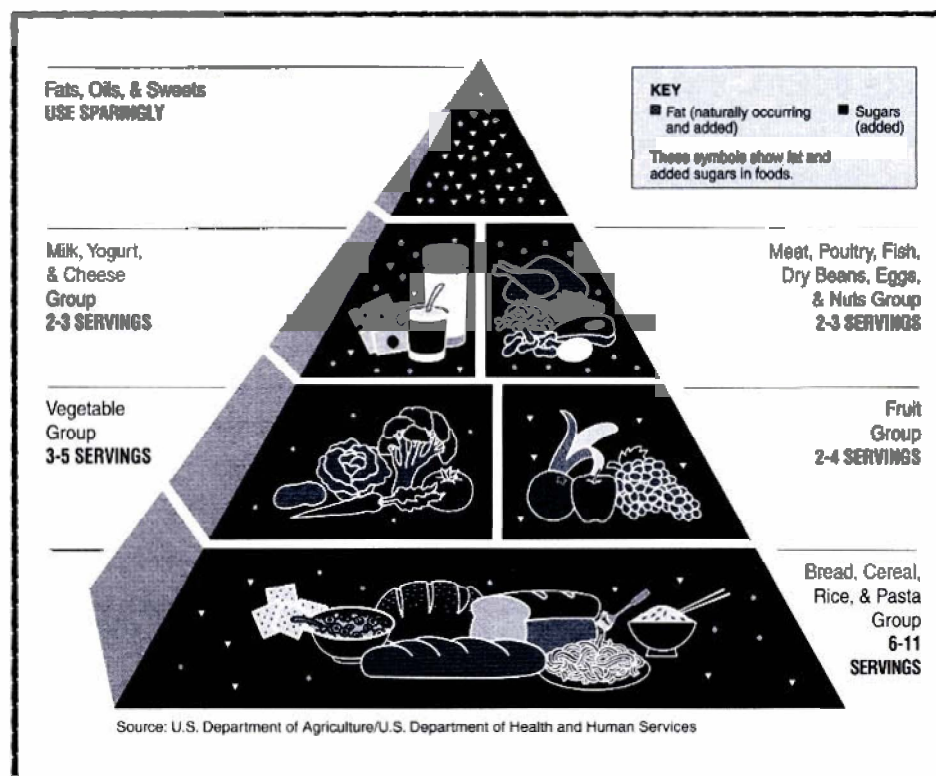 Fats, Oils, & Sweets
USE SPARINGLY
KEY
Fat (naturally occurring
and added)
Sugars
(added)
These symbols show fat and
added sugars in foods.
Milk, Yogurt,
& Cheese
Group
2-3 SERVINGS
Meat, Poultry, Fish,
Dry Beans, Eggs,
& Nuts Group
2-3 SERVINGS
Vegetable
Group
3-5 SERVINGS
Fruit
Group
2-4 SERVINGS
Bread, Cereal,
Rice, & Pasta
Group
6-11
SERVINGS
Source: U.S. Department of Agriculture/U.S. Department of Health and Human Services